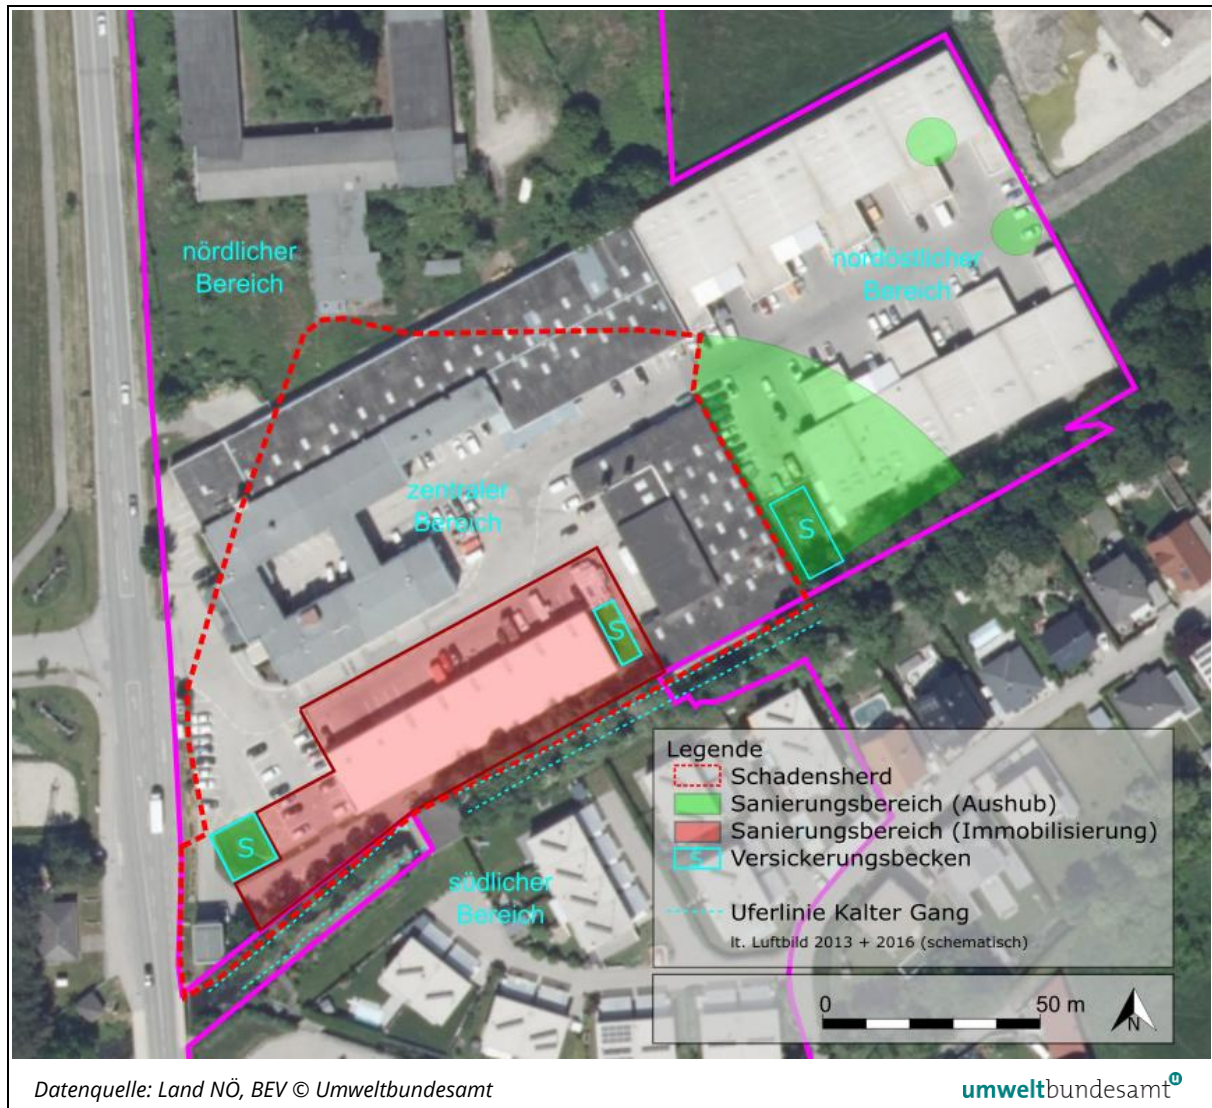 nördlicher
Bereich
nordöstlicher
Bereich
zentraler
Bereich
S
S
S
südlicher
Bereich
Legende
Schadensherd
Sanierungsbereich (Aushub)
Sanierungsbereich (Immobilisierung)
S Versickerungsbecken
Uferlinie Kalter Gang
lt. Luftbild 2013 + 2016 (schematisch)
0 50 m
N
Datenquelle: Land NÖ, BEV © Umweltbundesamt
umweltbundesamt u